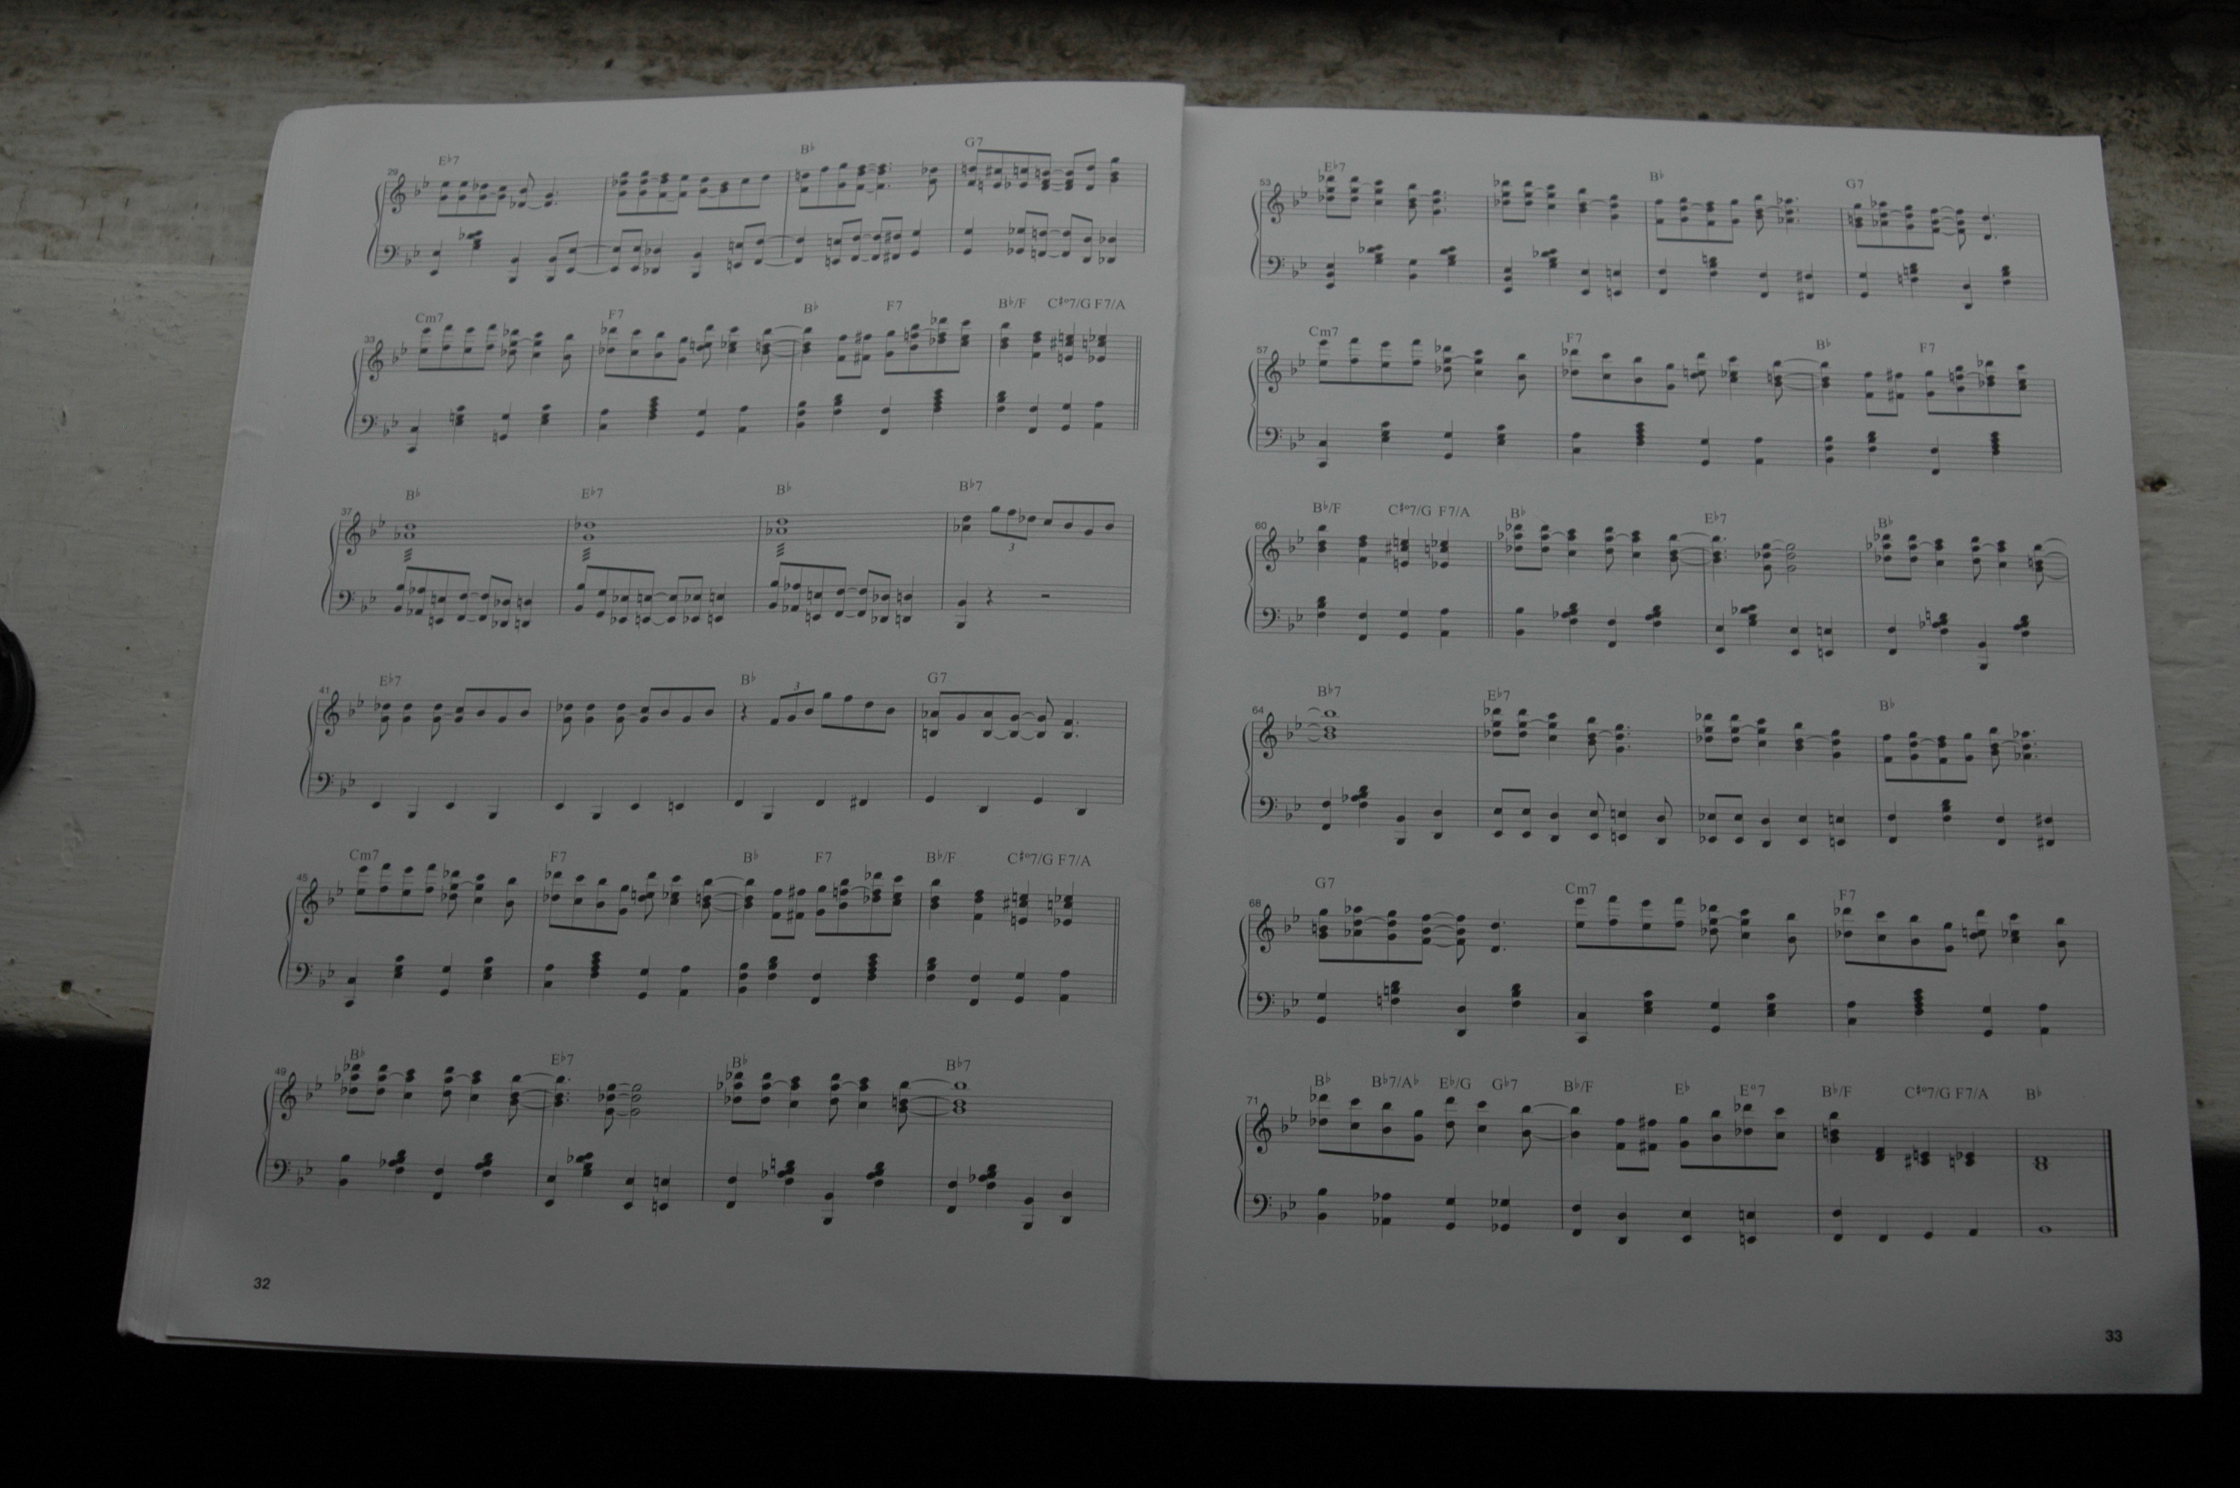 E♭7 B♭ G7
29
Cm7 F7 B♭ F7 B♭/F C♯°7/G F7/A
33
B♭ E♭7 B♭ B♭7
37
3
E♭7 B♭ G7
41
3
Cm7 F7 B♭ F7 B♭/F C♯°7/G F7/A
45
B♭ E♭7 B♭ B♭7
49
32
E♭7 B♭ G7
53
Cm7 F7 B♭ F7
57
B♭/F C♯°7/G F7/A B♭ E♭7 B♭
60
B♭7 E♭7 B♭
64
G7 Cm7 F7
68
B♭ B♭7/A♭ E♭/G G♭7 B♭/F E♭ E°7 B♭/F C♯°7/G F7/A B♭
71
33